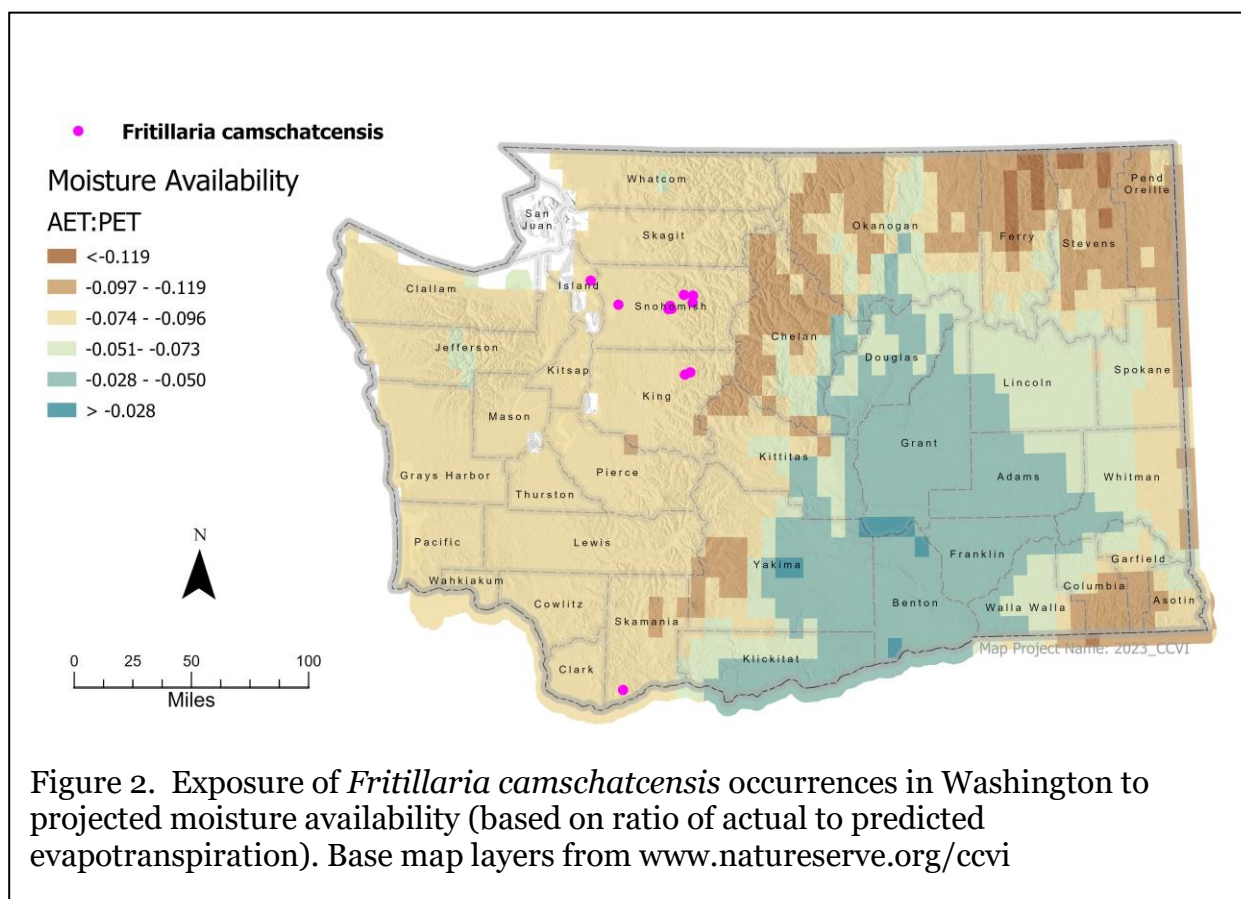 Fritillaria camschatcensis
Moisture Availability
AET:PET
<-0.119
-0.097 - -0.119
-0.074 - -0.096
-0.051- -0.073
-0.028 - -0.050
> -0.028
Whatcom
San
Juan
Skagit
Okanogan
Ferry
Stevens
Pend
Oreille
Clallam
Island
Snohomish
Chelan
Douglas
Jefferson
Kitsap
King
Lincoln
Spokane
Mason
Grant
Kittitas
Grays Harbor
Pierce
Adams
Whitman
Thurston
Pacific
Lewis
Yakima
Franklin
Garfield
Wahkiakum
Columbia
Cowlitz
Skamania
Benton
Walla Walla
Asotin
Clark
Klickitat
Map Project Name: 2023_CCVI
N
0 25 50 100
Miles
Figure 2. Exposure of Fritillaria camschatcensis occurrences in Washington to
projected moisture availability (based on ratio of actual to predicted
evapotranspiration). Base map layers from www.natureserve.org/ccvi